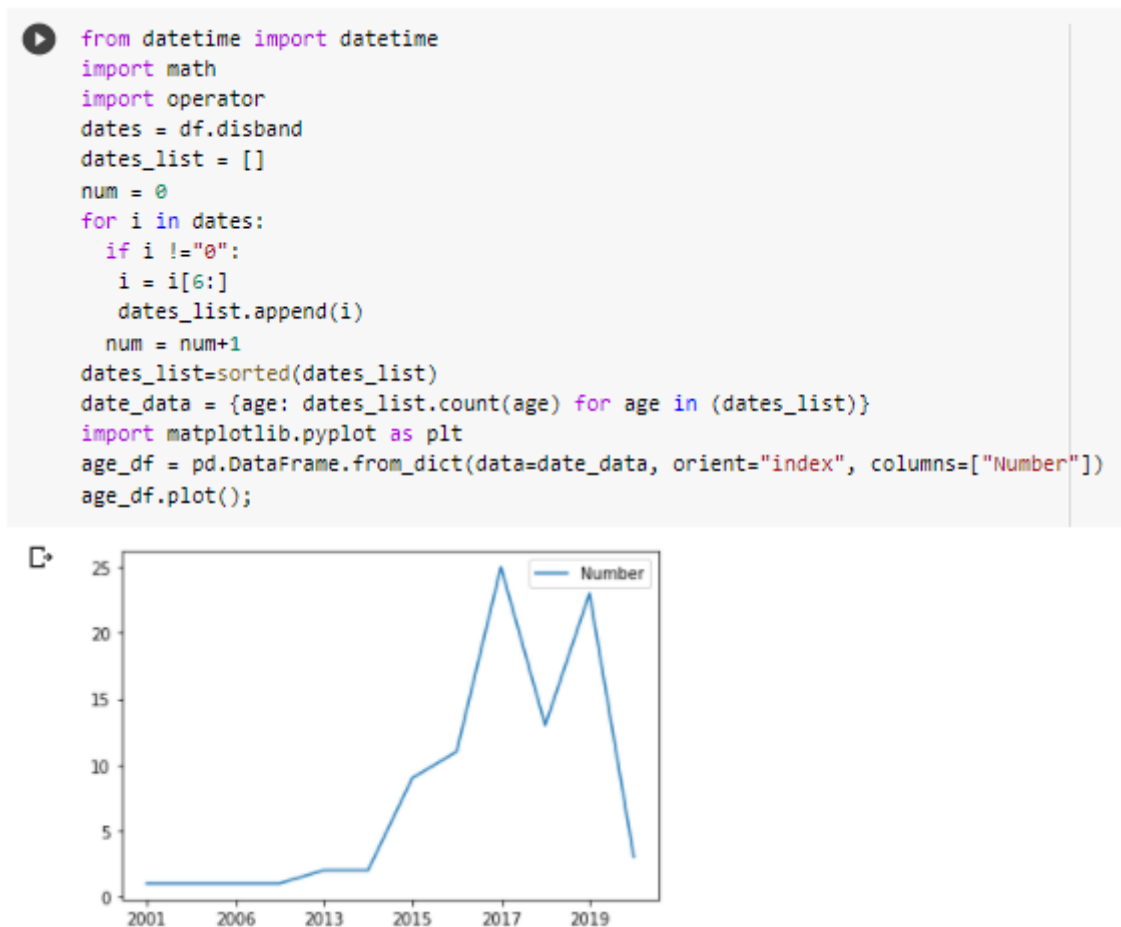 from datetime import datetime
import math
import operator
dates = df.disband
dates_list = []
num = 0
for i in dates:
  if i !="0":
   i = i[6:]
   dates_list.append(i)
  num = num+1
dates_list=sorted(dates_list)
date_data = {age: dates_list.count(age) for age in (dates_list)}
import matplotlib.pyplot as plt
age_df = pd.DataFrame.from_dict(data=date_data, orient="index", columns=["Number"])
age_df.plot();
Number
25
20
15
10
5
0
2001 2006 2013 2015 2017 2019